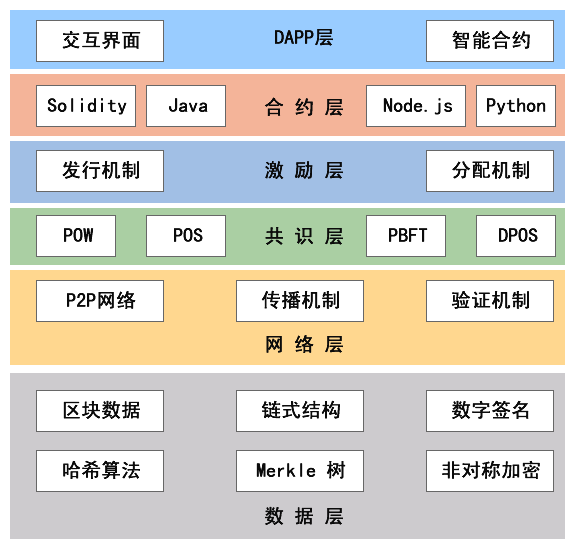 交互界面 DAPP层 智能合约
Solidity Java 合约层 Node.js Python
发行机制 激励层 分配机制
POW POS 共识层 PBFT DPOS
P2P网络 传播机制 验证机制
网络层
区块数据 链式结构 数字签名
哈希算法 Merkle 树 非对称加密
数据层